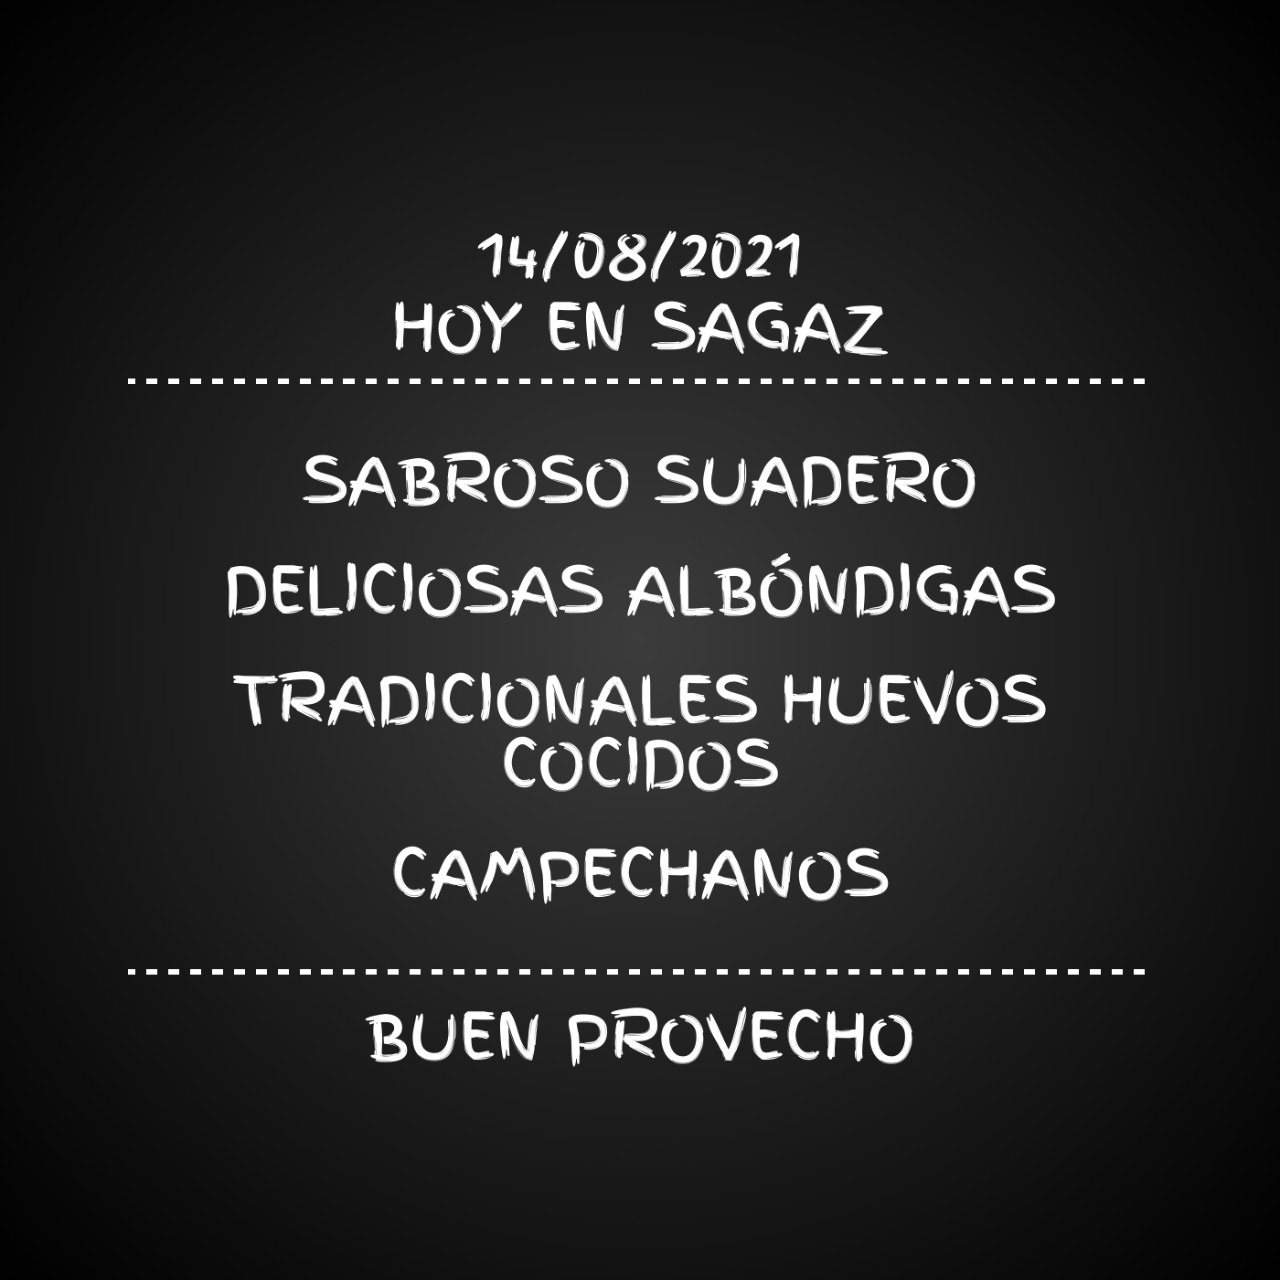 14/08/2021
HOY EN SAGAZ
SABROSO SUADERO
DELICIOSAS ALBÓNDIGAS
TRADICIONALES HUEVOS
COCIDOS
CAMPECHANOS
BUEN PROVECHO